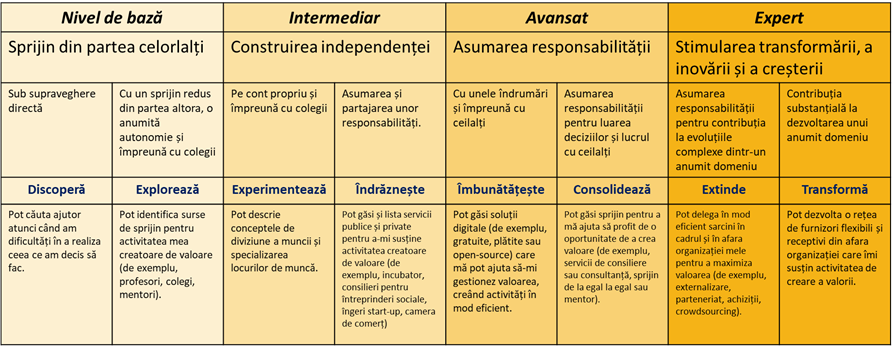 Nivel de bază
Intermediar
Avansat
Expert
Sprijin din partea celorlalți
Construirea independenței
Asumarea responsabilității
Stimularea transformării, a
inovării și a creșterii
Sub supraveghere
directă
Cu un sprijin redus
din partea altora, o
anumită
autonomie și
împreună cu colegii
Pe cont propriu și
împreună cu colegii
Asumarea și
partajarea unor
responsabilități.
Cu unele îndrumări
și împreună cu
ceilalți
Asumarea
responsabilității
pentru luarea
deciziilor și lucrul
cu ceilalți
Asumarea
responsabilității
pentru contribuția
la evoluțiile
complexe dintr-un
anumit domeniu
Contribuția
substanțială la
dezvoltarea unui
anumit domeniu
Discoperă
Explorează
Experimentează
Îndrăznește
Îmbunătățește
Consolidează
Extinde
Transformă
Pot căuta ajutor
atunci când am
dificultăți în a realiza
ceea ce am decis să
fac.
Pot identifica surse
de sprijin pentru
activitatea mea
creatoare de valoare
(de exemplu,
profesori, colegi,
mentori).
Pot descrie
conceptele de
diviziune a muncii și
specializarea
locurilor de muncă.
Pot găsi și lista servicii
publice și private
pentru a-mi susține
activitatea creatoare
de valoare (de
exemplu, incubator,
consilieri pentru
întreprinderi sociale,
îngeri start-up, camera
de comerț)
Pot găsi soluții
digitale (de exemplu,
gratuite, plătite sau
open-source) care
mă pot ajuta să-mi
gestionez valoarea,
creând activități în
mod eficient.
Pot găsi sprijin pentru a
mă ajuta să profit de o
oportunitate de a crea
valoare (de exemplu,
servicii de consiliere
sau consultanță, sprijin
de la egal la egal sau
mentor).
Pot delega în mod
eficient sarcini în
cadrul și în afara
organizației mele
pentru a maximiza
valoarea (de exemplu,
externalizare,
parteneriat, achiziții,
crowdsourcing).
Pot dezvolta o rețea
de furnizori flexibili și
receptivi din afara
organizației care îmi
susțin activitatea de
creare a valorii.